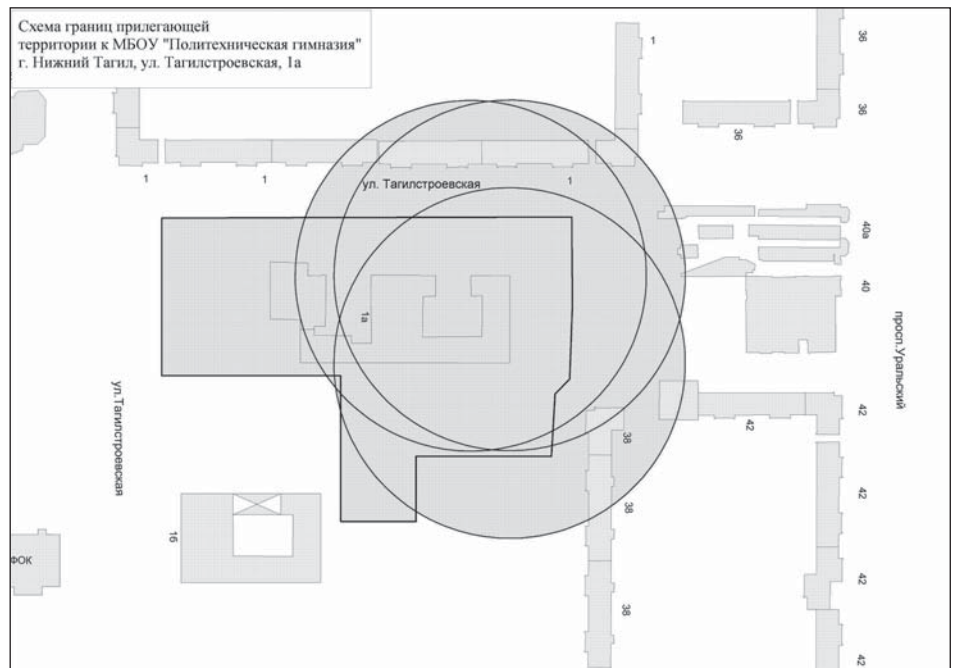 Схема границ прилегающей
территории к МБОУ "Политехническая гимназия"
г. Нижний Тагил, ул. Тагилстроевская, 1а
1
36
36
36
1
1
ул. Тагилстроевская
1
40а
40
1а
просп.Уральский
ул.Тагилстроевская
42
42
38
38
42
16
ФОК
42
38
42